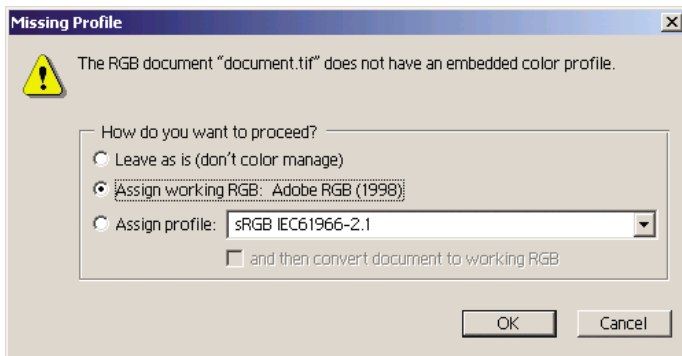 Missing Profile
The RGB document “document.tif” does not have an embedded color profile.
How do you want to proceed?
Leave as is (don't color manage)
Assign working RGB: Adobe RGB (1998)
Assign profile: sRGB IEC61966-2.1
and then convert document to working RGB
OK Cancel